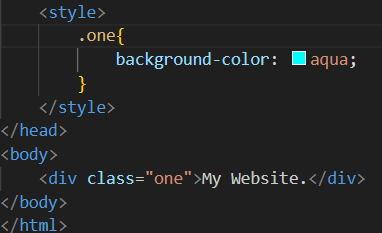 <style>
.one{
background-color: aqua;
}
</style>
</head>
<body>
<div class="one">My Website.</div>
</body>
</html>